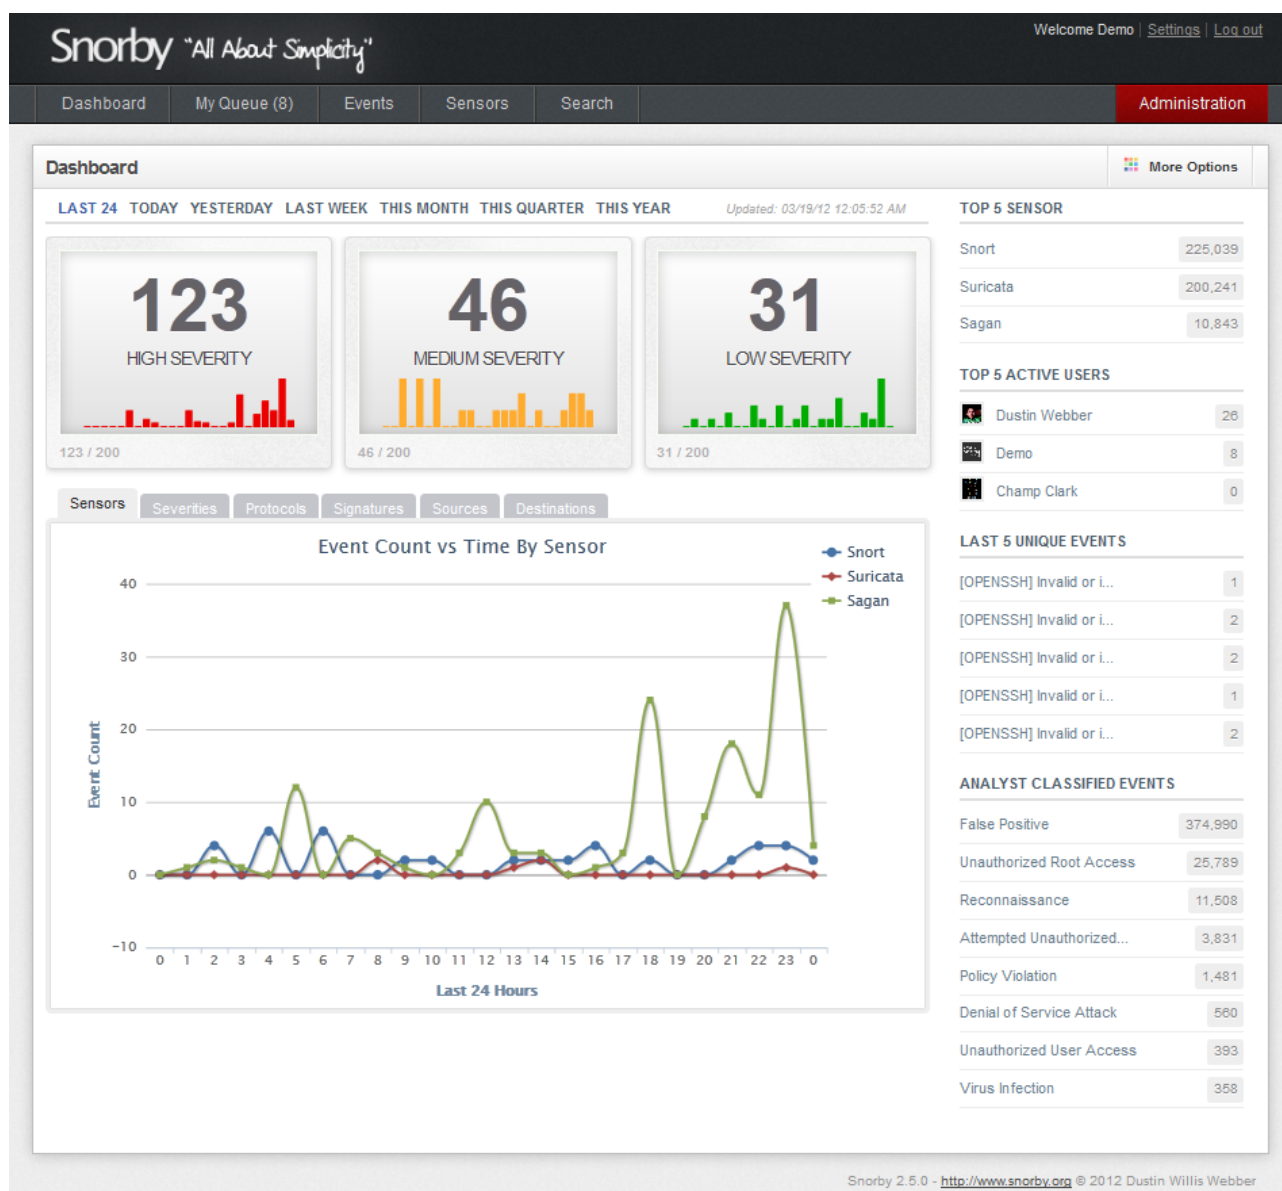 Snorby "All About Simplicity"
Welcome Demo | Settings | Log out
Dashboard My Queue (8) Events Sensors Search Administration
Dashboard More Options
LAST 24 TODAY YESTERDAY LAST WEEK THIS MONTH THIS QUARTER THIS YEAR Updated: 03/19/12 12:05:52 AM
123
HIGH SEVERITY
123 / 200
46
MEDIUM SEVERITY
46 / 200
31
LOW SEVERITY
31 / 200
Sensors Severities Protocols Signatures Sources Destinations
Event Count vs Time By Sensor
Snort
Suricata
Sagan
40
30
20
10
0
-10
Event Count
0 1 2 3 4 5 6 7 8 9 10 11 12 13 14 15 16 17 18 19 20 21 22 23 0
Last 24 Hours
TOP 5 SENSOR
Snort 225,039
Suricata 200,241
Sagan 10,843
TOP 5 ACTIVE USERS
Dustin Webber 26
Demo 8
Champ Clark 0
LAST 5 UNIQUE EVENTS
[OPENSSH] Invalid or i... 1
[OPENSSH] Invalid or i... 2
[OPENSSH] Invalid or i... 2
[OPENSSH] Invalid or i... 1
[OPENSSH] Invalid or i... 2
ANALYST CLASSIFIED EVENTS
False Positive 374,990
Unauthorized Root Access 25,789
Reconnaissance 11,508
Attempted Unauthorized... 3,831
Policy Violation 1,481
Denial of Service Attack 560
Unauthorized User Access 393
Virus Infection 358
Snorby 2.5.0 - http://www.snorby.org © 2012 Dustin Willis Webber